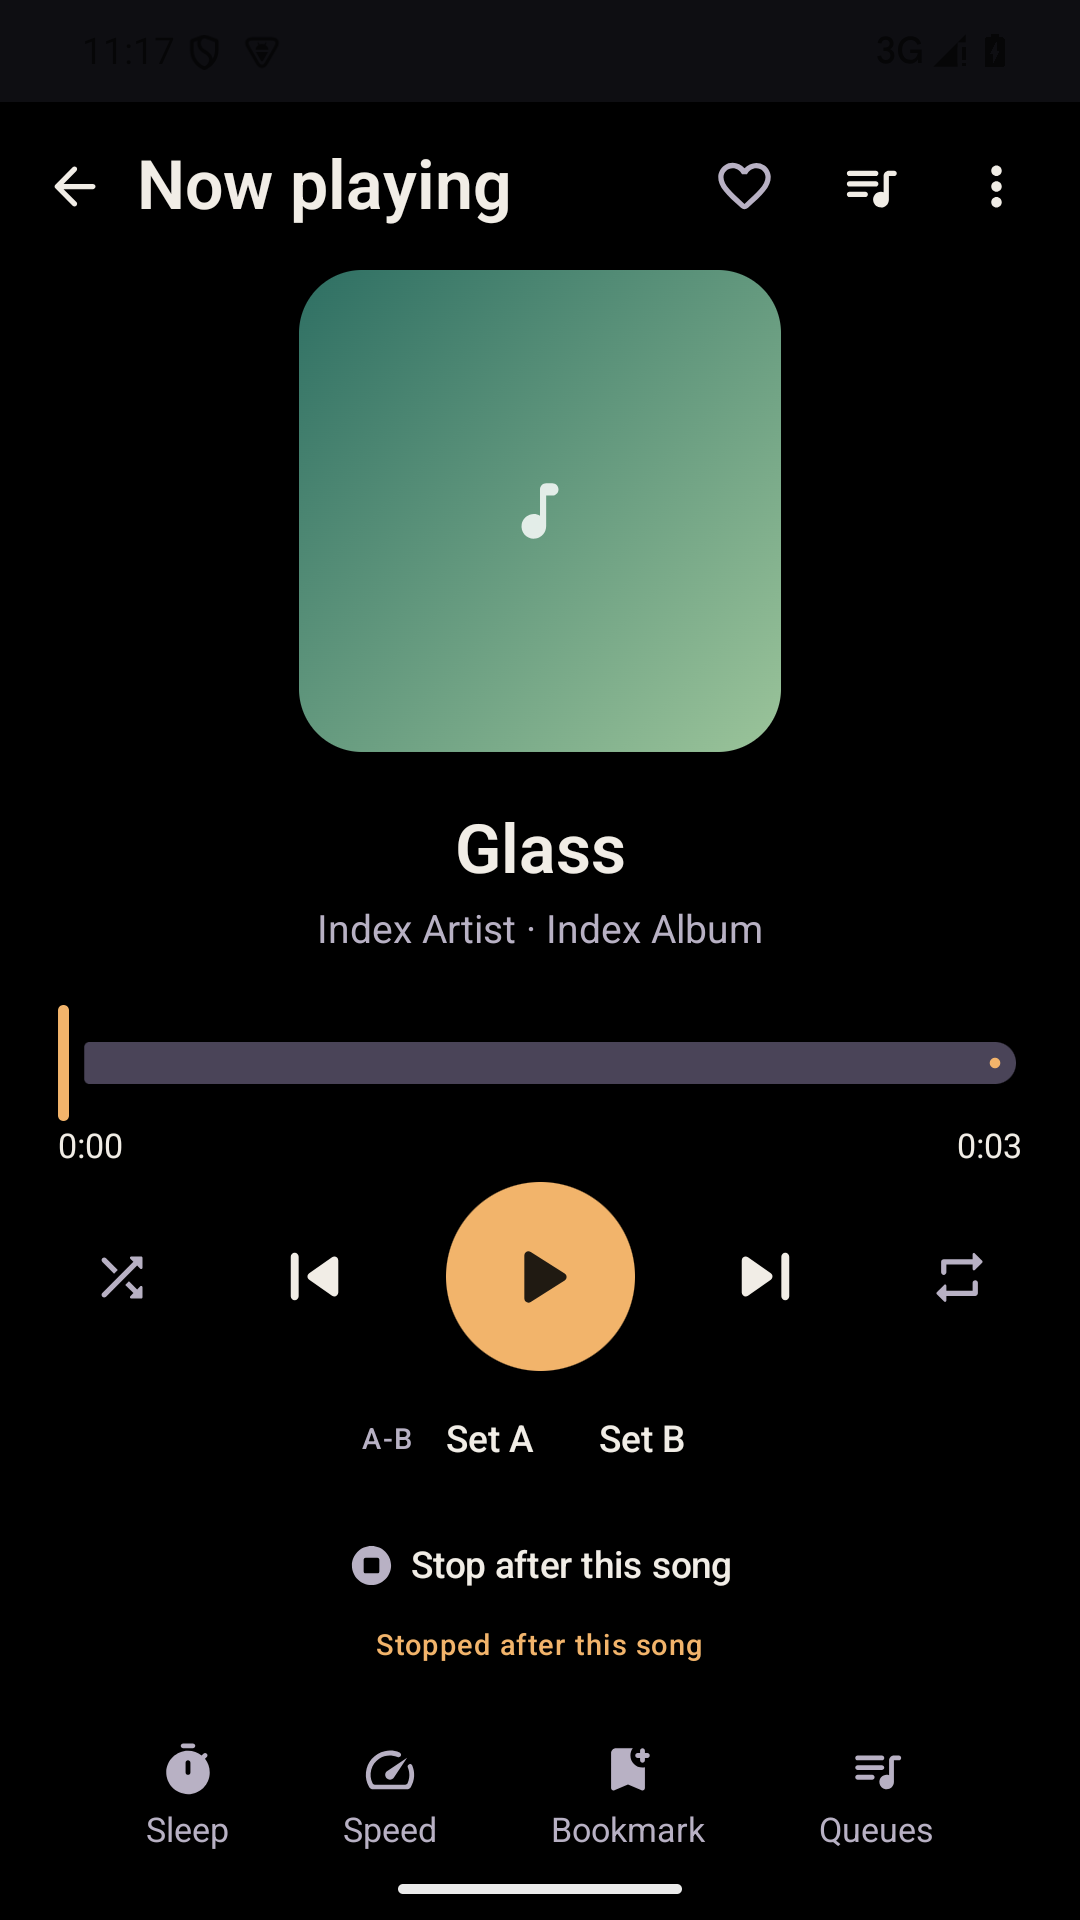 11:17 3G
Now playing
Glass
Index Artist · Index Album
0:00 0:03
A-B Set A Set B
Stop after this song
Stopped after this song
Sleep Speed Bookmark Queues